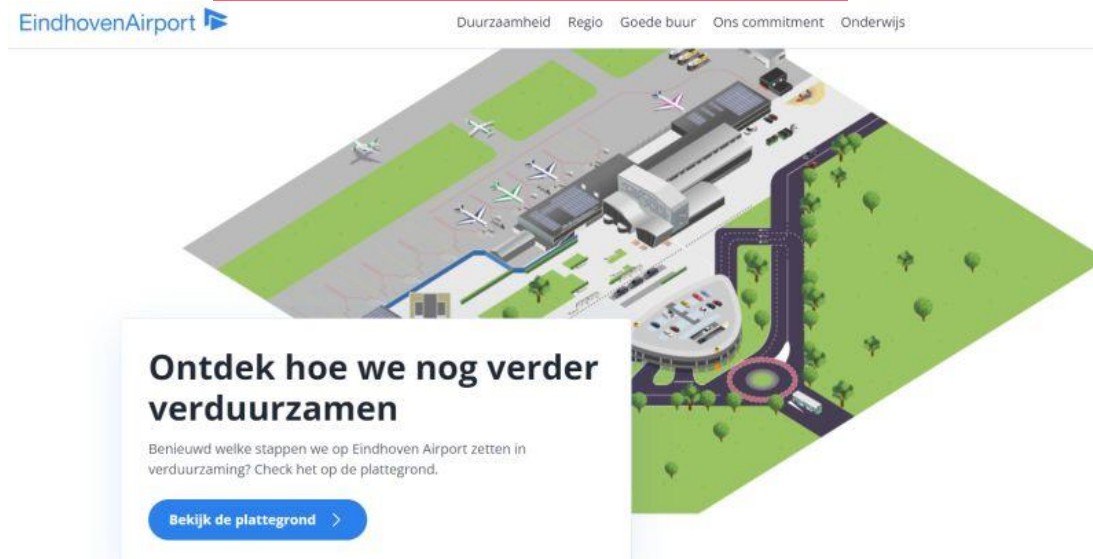 EindhovenAirport
Duurzaamheid Regio Goede buur Ons commitment Onderwijs
Ontdek hoe we nog verder
verduurzamen
Benieuwd welke stappen we op Eindhoven Airport zetten in
verduurzaming? Check het op de plattegrond.
Bekijk de plattegrond